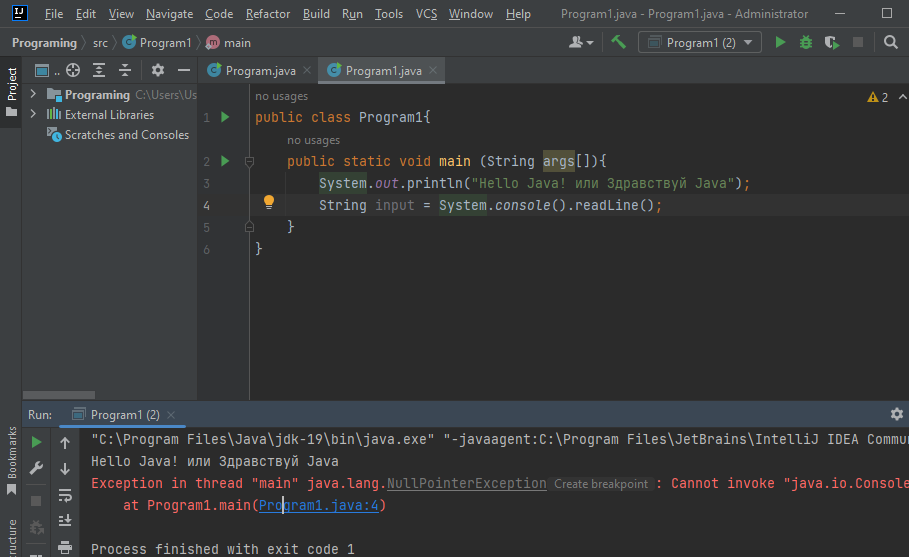 File Edit View Navigate Code Refactor Build Run Tools VCS Window Help Program1.java - Program1.java - Administrator
Programing src Program1 main Program1 (2)
Project
.. Program.java Program1.java
Programing C:\Users\Us
External Libraries
Scratches and Consoles
no usages
2
1 public class Program1{
no usages
2 public static void main (String args[]){
3 System.out.println("Hello Java! или Здравствуй Java");
4 String input = System.console().readLine();
5 }
6 }
Run: Program1 (2)
"C:\Program Files\Java\jdk-19\bin\java.exe" "-javaagent:C:\Program Files\JetBrains\IntelliJ IDEA Commu
Hello Java! или Здравствуй Java
Exception in thread "main" java.lang.NullPointerException Create breakpoint : Cannot invoke "java.io.Console
at Program1.main(Program1.java:4)
Process finished with exit code 1
Bookmarks
ructure